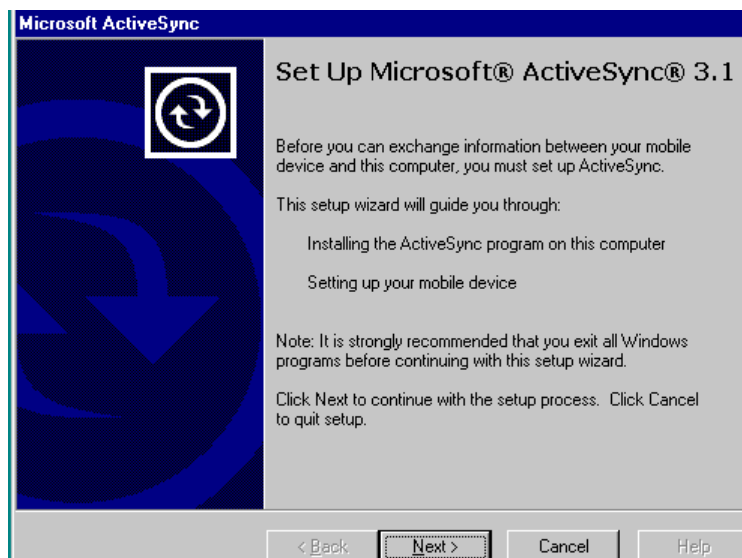 Microsoft ActiveSync
Set Up Microsoft® ActiveSync® 3.1
Before you can exchange information between your mobile
device and this computer, you must set up ActiveSync.
This setup wizard will guide you through:
Installing the ActiveSync program on this computer
Setting up your mobile device
Note: It is strongly recommended that you exit all Windows
programs before continuing with this setup wizard.
Click Next to continue with the setup process.  Click Cancel
to quit setup.
< Back Next > Cancel Help